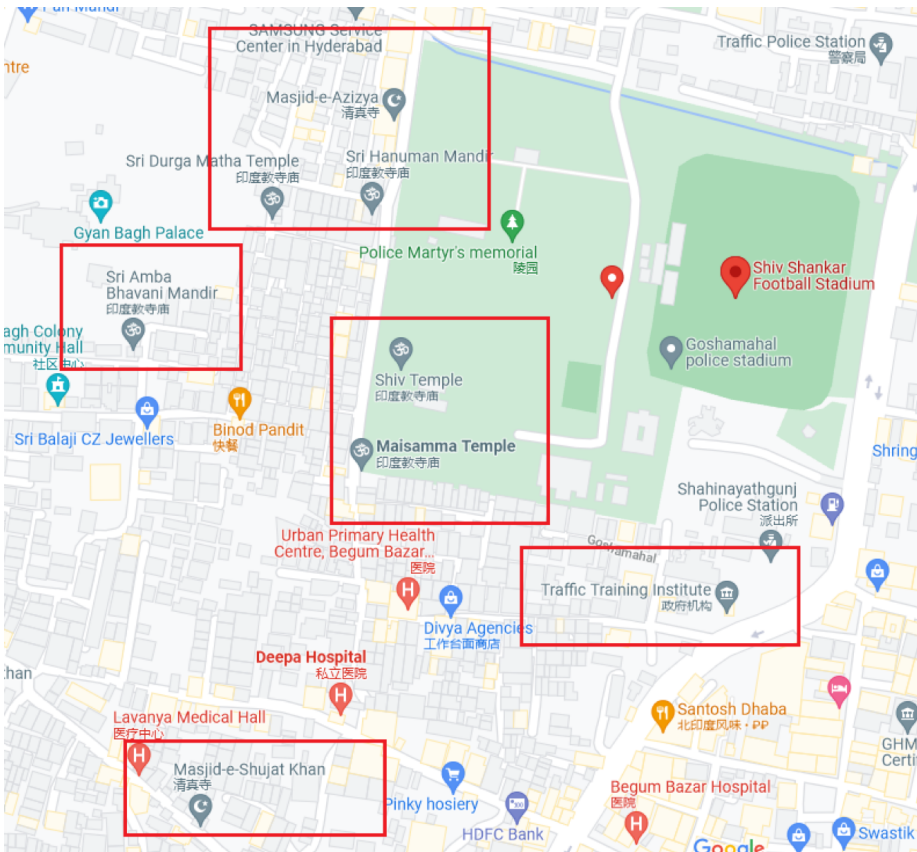 Pan Mandi
SAMSUNG Service
Center in Hyderabad
Traffic Police Station
警察局
ntre
Masjid-e-Azizya
清真寺
Sri Durga Matha Temple
印度教寺庙
Sri Hanuman Mandir
印度教寺庙
Gyan Bagh Palace
Police Martyr's memorial
陵园
Shiv Shankar
Football Stadium
Sri Amba
Bhavani Mandir
印度教寺庙
agh Colony
munity Hall
社区中心
Goshamahal
police stadium
Shiv Temple
印度教寺庙
Binod Pandit
快餐
Sri Balaji CZ Jewellers
Maisamma Temple
印度教寺庙
Shring
Shahinayathgunj
Police Station
派出所
Urban Primary Health
Centre, Begum Bazar...
医院
Goshamahal
Traffic Training Institute
政府机构
Divya Agencies
工作台面商店
Deepa Hospital
私立医院
than
Lavanya Medical Hall
医疗中心
Santosh Dhaba
北印度风味・₽₽
GHM
Certi
Masjid-e-Shujat Khan
清真寺
Pinky hosiery
Begum Bazar Hospital
医院
HDFC Bank
Google
Swastik